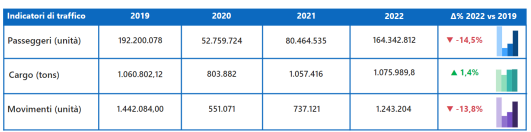 Indicatori di traffico 2019 2020 2021 2022 Δ% 2022 vs 2019
Passeggeri (unità) 192.200.078 52.759.724 80.464.535 164.342.812 ▼ -14,5%
Cargo (tons) 1.060.802,12 803.882 1.057.416 1.075.989,8 ▲ 1,4%
Movimenti (unità) 1.442.084,00 551.071 737.121 1.243.204 ▼ -13,8%